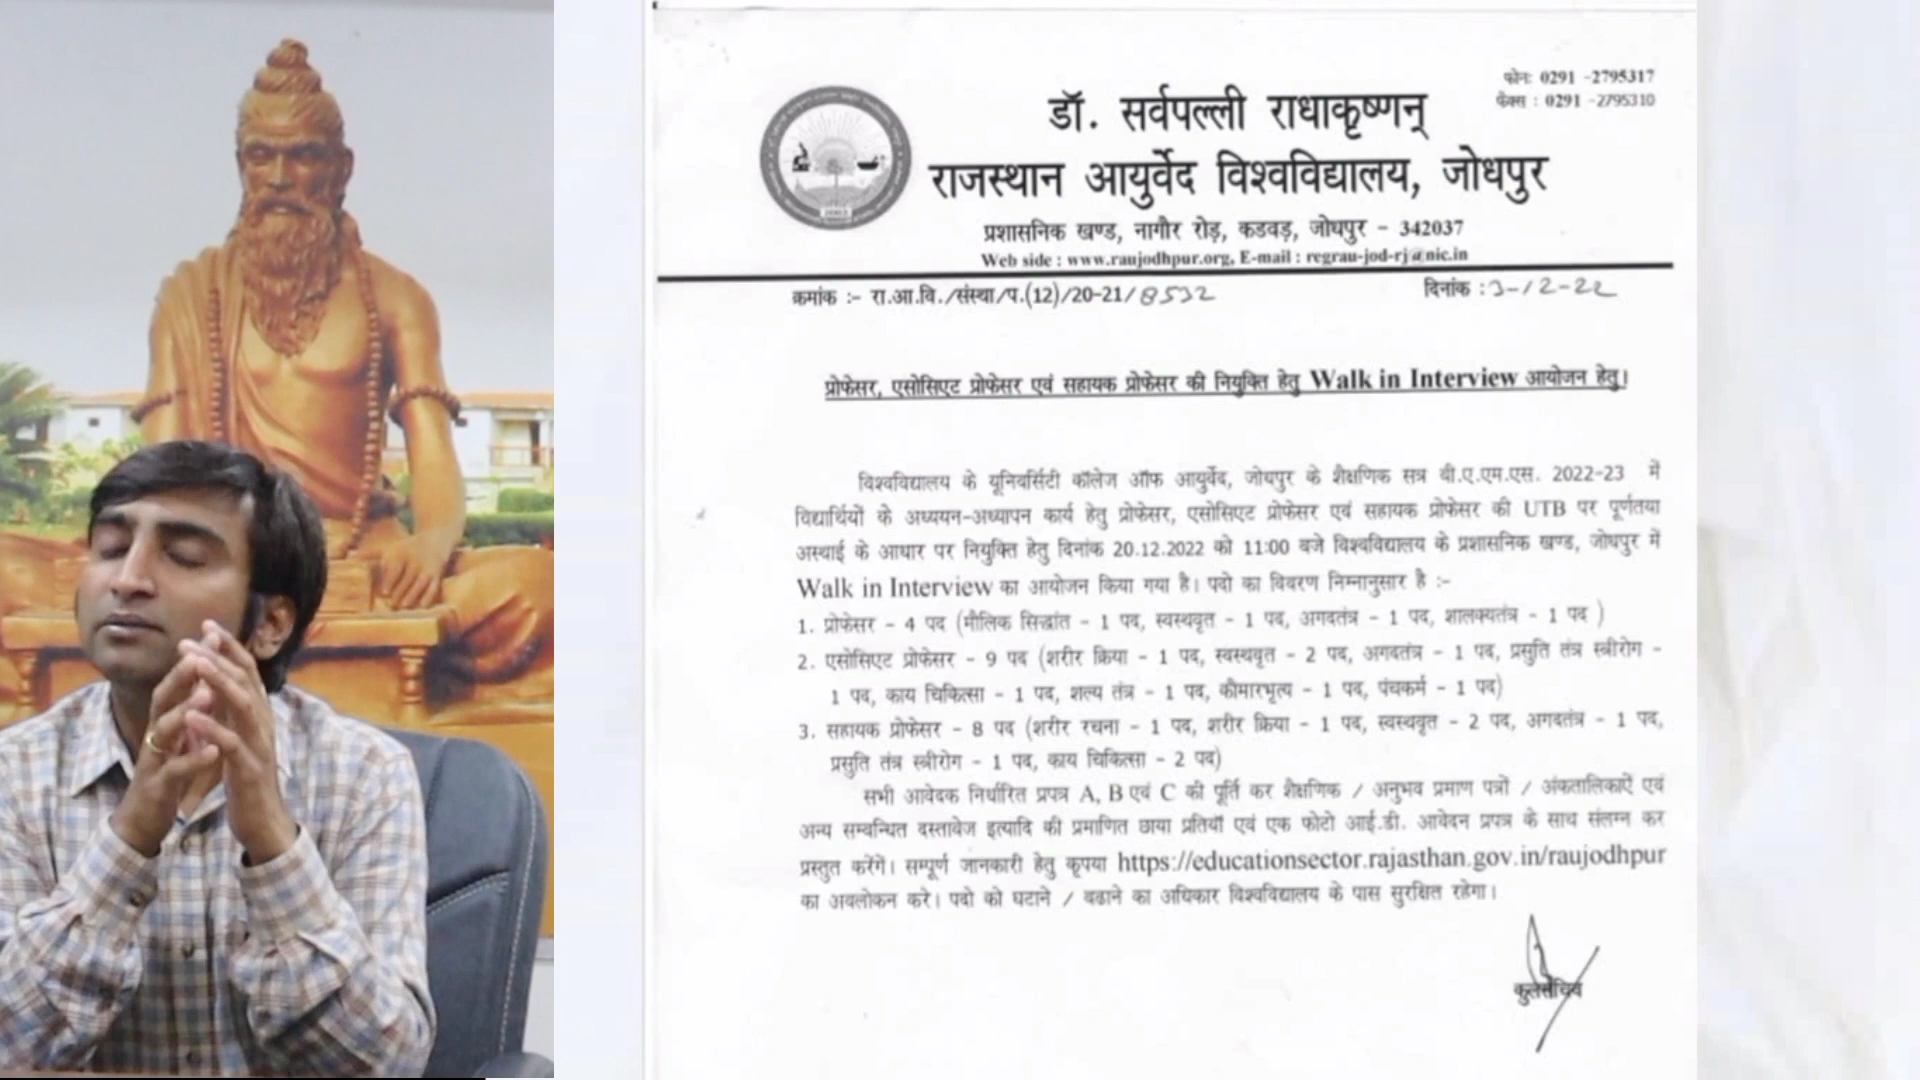 फोनः 0291 -2795317
फैक्स : 0291 -2795310
डॉ. सर्वपल्ली राधाकृष्णन्
राजस्थान आयुर्वेद विश्वविद्यालय, जोधपुर
प्रशासनिक खण्ड, नागौर रोड़, कडवड़, जोधपुर - 342037
Web side : www.raujodhpur.org, E-mail : regrau-jod-rj@nic.in
क्रमांक :- रा.आ.वि./संस्था/प.(12)/20-21/8532
दिनांक :
प्रोफेसर, एसोसिएट प्रोफेसर एवं सहायक प्रोफेसर की नियुक्ति हेतु Walk in Interview आयोजन हेतु।
विश्वविद्यालय के यूनिवर्सिटी कॉलेज ऑफ आयुर्वेद, जोधपुर के शैक्षणिक सत्र बी.ए.एम.एस. 2022-23 में
विद्यार्थियों के अध्ययन-अध्यापन कार्य हेतु प्रोफेसर, एसोसिएट प्रोफेसर एवं सहायक प्रोफेसर की UTB पर पूर्णतया
अस्थाई के आधार पर नियुक्ति हेतु दिनांक 20.12.2022 को 11:00 बजे विश्वविद्यालय के प्रशासनिक खण्ड, जोधपुर में
Walk in Interview का आयोजन किया गया है। पदो का विवरण निम्नानुसार है :-
1. प्रोफेसर - 4 पद (मौलिक सिद्धांत - 1 पद, स्वस्थवृत - 1 पद, अगदतंत्र - 1 पद, शालक्यतंत्र - 1 पद )
2. एसोसिएट प्रोफेसर - 9 पद (शरीर क्रिया - 1 पद, स्वस्थवृत - 2 पद, अगदतंत्र - 1 पद, प्रसुति तंत्र स्त्रीरोग -
1 पद, काय चिकित्सा - 1 पद, शल्य तंत्र - 1 पद, कौमारभृत्य - 1 पद, पंचकर्म - 1 पद)
3. सहायक प्रोफेसर - 8 पद (शरीर रचना - 1 पद, शरीर क्रिया - 1 पद, स्वस्थवृत - 2 पद, अगदतंत्र - 1 पद,
प्रसुति तंत्र स्त्रीरोग - 1 पद, काय चिकित्सा - 2 पद)
सभी आवेदक निर्धारित प्रपत्र A, B एवं C की पूर्ति कर शैक्षणिक / अनुभव प्रमाण पत्रों / अंकतालिकाऐं एवं
अन्य सम्बन्धित दस्तावेज इत्यादि की प्रमाणित छाया प्रतियाँ एवं एक फोटो आई.डी. आवेदन प्रपत्र के साथ संलग्न कर
प्रस्तुत करेंगें। सम्पूर्ण जानकारी हेतु कृपया https://educationsector.rajasthan.gov.in/raujodhpur
का अवलोकन करे। पदो को घटाने / बढाने का अधिकार विश्वविद्यालय के पास सुरक्षित रहेगा।
कुलसचिव